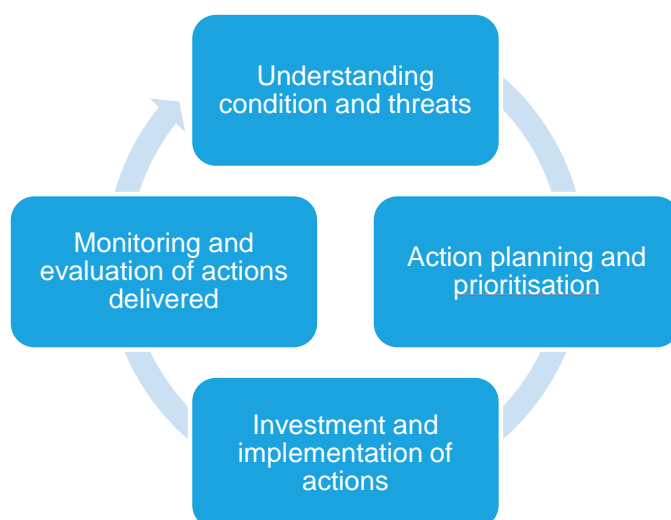 Understanding
condition and threats
Action planning and
prioritisation
Investment and
implementation of
actions
Monitoring and
evaluation of actions
delivered